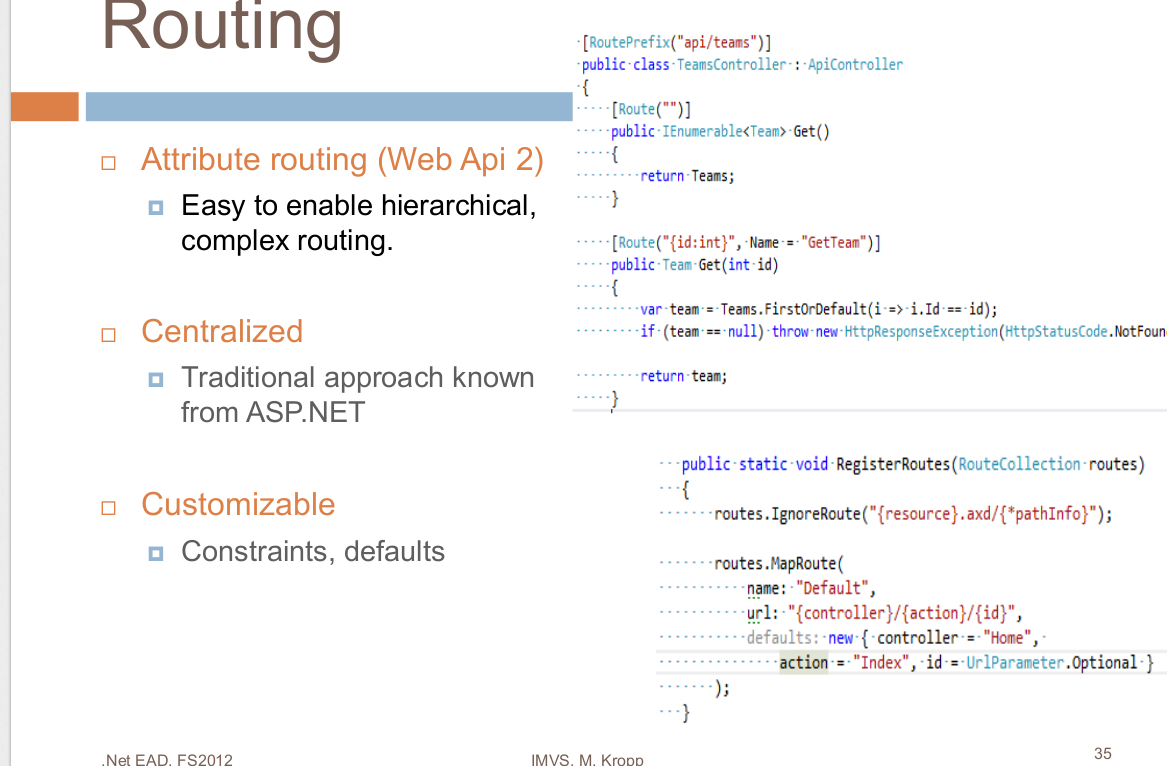 Routing
Attribute routing (Web Api 2)
Easy to enable hierarchical,
complex routing.
Centralized
Traditional approach known
from ASP.NET
Customizable
Constraints, defaults
[RoutePrefix("api/teams")]
public class TeamsController : ApiController
{
[Route("")]
public IEnumerable<Team> Get()
{
return Teams;
}
[Route("{id:int}", Name = "GetTeam")]
public Team Get(int id)
{
var team = Teams.FirstOrDefault(i => i.Id == id);
if (team == null) throw new HttpResponseException(HttpStatusCode.NotFoun
return team;
}
public static void RegisterRoutes(RouteCollection routes)
{
routes.IgnoreRoute("{resource}.axd/{*pathInfo}");
routes.MapRoute(
name: "Default",
url: "{controller}/{action}/{id}",
defaults: new { controller = "Home",
action = "Index", id = UrlParameter.Optional }
);
}
.Net EAD, FS2012
IMVS, M. Kropp
35